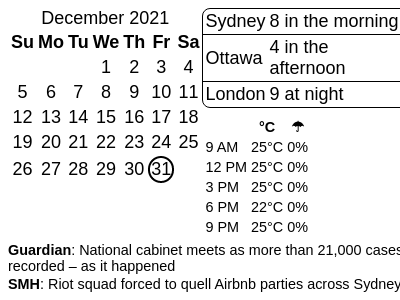 December 2021
Su Mo Tu We Th Fr Sa
1 2 3 4
5 6 7 8 9 10 11
12 13 14 15 16 17 18
19 20 21 22 23 24 25
26 27 28 29 30 31
Sydney 8 in the morning
Ottawa 4 in the
afternoon
London 9 at night
°C ☂
9 AM 25°C 0%
12 PM 25°C 0%
3 PM 25°C 0%
6 PM 22°C 0%
9 PM 25°C 0%
Guardian: National cabinet meets as more than 21,000 cases
recorded – as it happened
SMH: Riot squad forced to quell Airbnb parties across Sydney